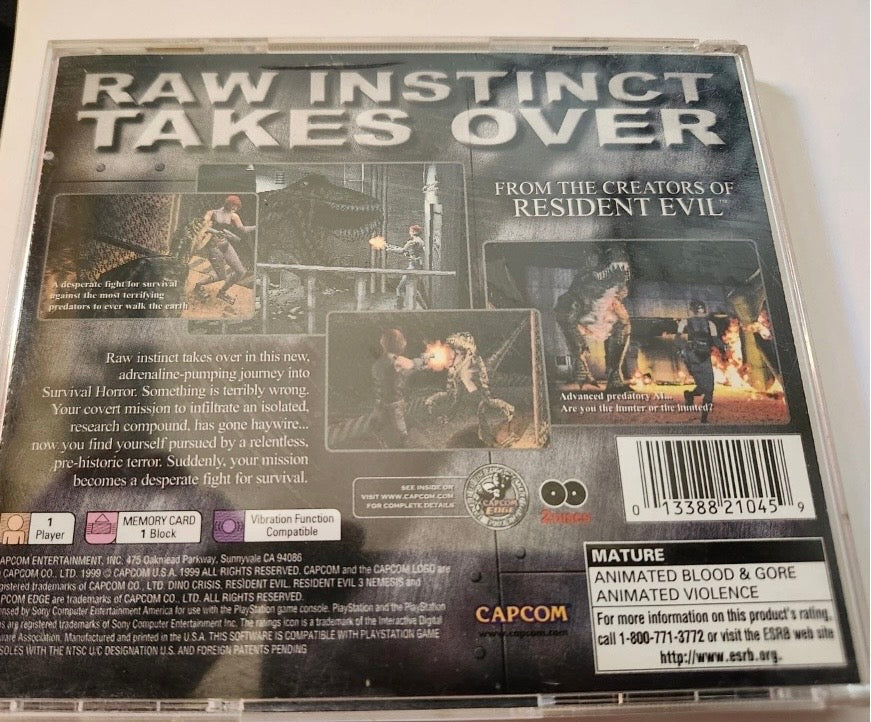 RAW INSTINCT
TAKES OVER
FROM THE CREATORS OF
RESIDENT EVIL™
A desperate fight for survival
against the most terrifying
predators to ever walk the earth
Raw instinct takes over in this new,
adrenaline-pumping journey into
Survival Horror. Something is terribly wrong.
Your covert mission to infiltrate an isolated,
research compound, has gone haywire...
now you find yourself pursued by a relentless,
pre-historic terror. Suddenly, your mission
becomes a desperate fight for survival.
Advanced predatory AI...
Are you the hunter or the hunted?
SEE INSIDE OR
VISIT WWW.CAPCOM.COM
FOR COMPLETE DETAILS
CAPCOM
EDGE
2 discs
0 13388 21045 9
1
Player
MEMORY CARD
1 Block
Vibration Function
Compatible
APCOM ENTERTAINMENT, INC. 475 Oakmead Parkway, Sunnyvale CA 94086
CAPCOM CO., LTD. 1999 © CAPCOM U.S.A. 1999 ALL RIGHTS RESERVED. CAPCOM and the CAPCOM LOGO are
gistered trademarks of CAPCOM CO., LTD. DINO CRISIS, RESIDENT EVIL, RESIDENT EVIL 3 NEMESIS and
PCOM EDGE are trademarks of CAPCOM CO., LTD. ALL RIGHTS RESERVED.
nsed by Sony Computer Entertainment America for use with the PlayStation game console. PlayStation and the PlayStation
s are registered trademarks of Sony Computer Entertainment Inc. The ratings icon is a trademark of the Interactive Digital
ware Association. Manufactured and printed in the U.S.A. THIS SOFTWARE IS COMPATIBLE WITH PLAYSTATION GAME
SOLES WITH THE NTSC U/C DESIGNATION U.S. AND FOREIGN PATENTS PENDING
CAPCOM
www.capcom.com
MATURE
ANIMATED BLOOD & GORE
ANIMATED VIOLENCE
For more information on this product's rating,
call 1-800-771-3772 or visit the ESRB web site
http://www.esrb.org.